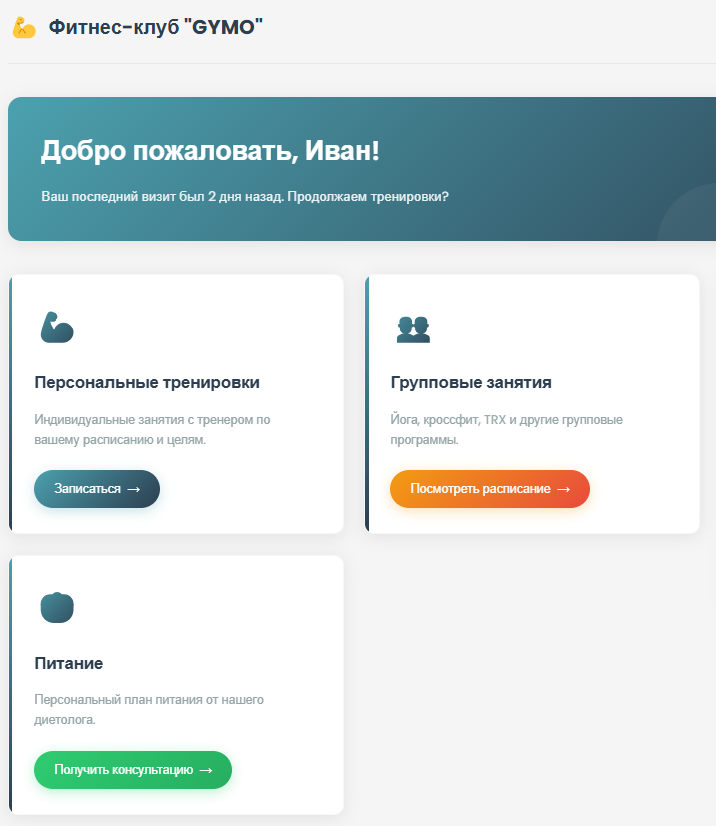 Фитнес-клуб "GYMO"
Добро пожаловать, Иван!
Ваш последний визит был 2 дня назад. Продолжаем тренировки?
Персональные тренировки
Индивидуальные занятия с тренером по
вашему расписанию и целям.
Записаться →
Групповые занятия
Йога, кроссфит, TRX и другие групповые
программы.
Посмотреть расписание →
Питание
Персональный план питания от нашего
диетолога.
Получить консультацию →